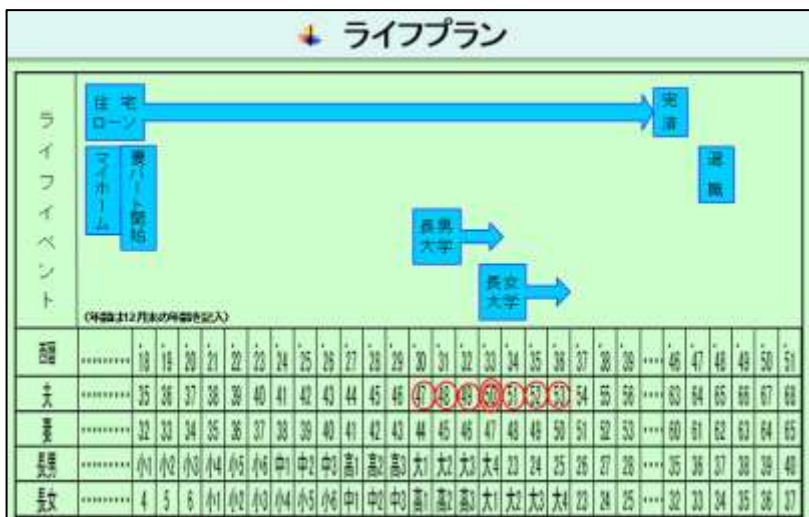 ライフプラン
ライフイベント
住宅
ローン
完済
マイホーム
妻パート開始
退職
長男
大学
長女
大学
(年齢は12月末の年齢を記入)
西暦 ········· '18 '19 '20 '21 '22 '23 '24 '25 '26 '27 '28 '29 '30 '31 '32 '33 '34 '35 '36 '37 '38 '39 ···· '46 '47 '48 '49 '50 '51
夫 ········· 35 36 37 38 39 40 41 42 43 44 45 46 47 48 49 50 51 52 53 54 55 56 ···· 63 64 65 66 67 68
妻 ········· 32 33 34 35 36 37 38 39 40 41 42 43 44 45 46 47 48 49 50 51 52 53 ···· 60 61 62 63 64 65
長男 ········· 小1 小2 小3 小4 小5 小6 中1 中2 中3 高1 高2 高3 大1 大2 大3 大4 23 24 25 26 27 28 ···· 35 36 37 38 39 40
長女 ········· 4 5 6 小1 小2 小3 小4 小5 小6 中1 中2 中3 高1 高2 高3 大1 大2 大3 大4 23 24 25 ···· 32 33 34 35 36 37